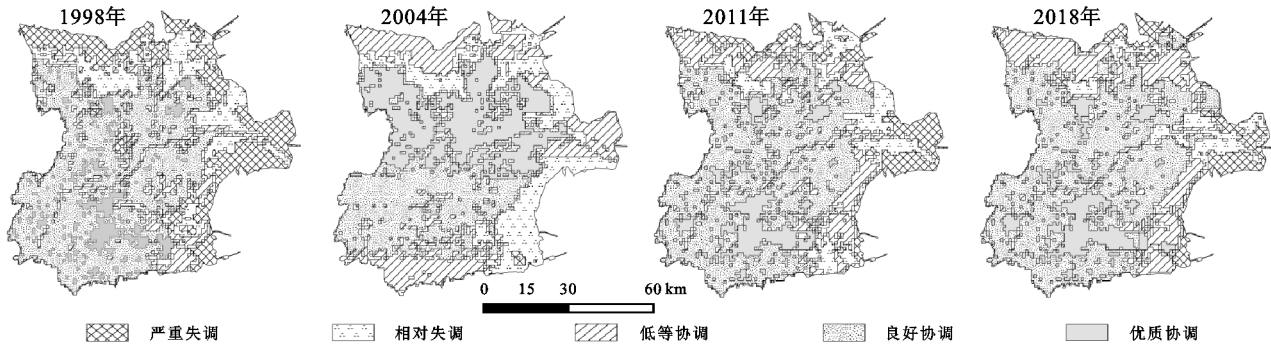 1998年 2004年 2011年 2018年
0 15 30 60 km
严重失调 相对失调 低等协调 良好协调 优质协调